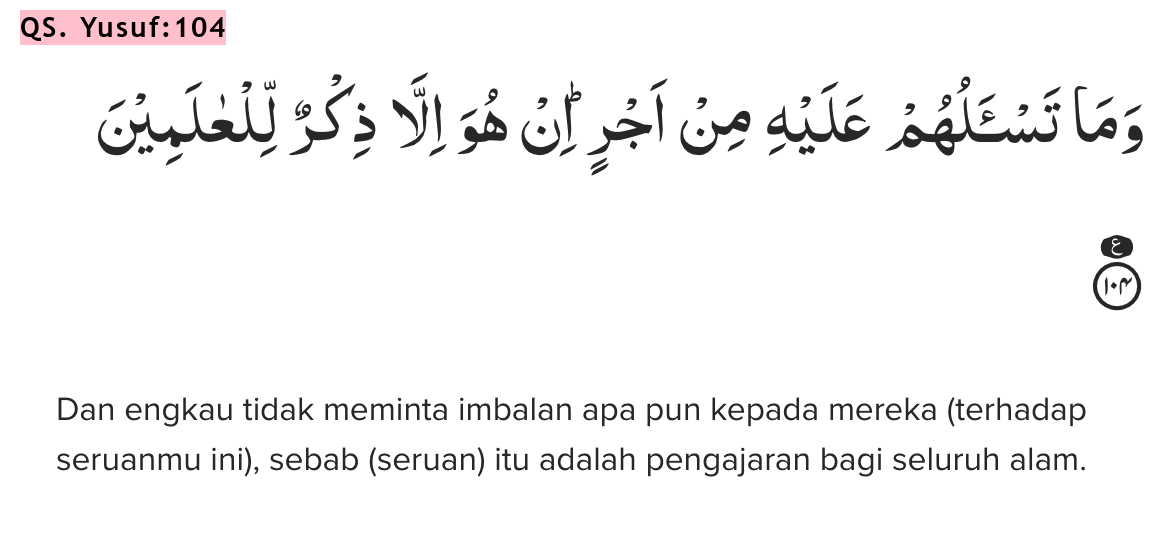 QS. Yusuf:104
وَمَا تَسْـَٔلُهُمْ عَلَيْهِ مِنْ اَجْرٍۗ اِنْ هُوَ اِلَّا ذِكْرٌ لِّلْعٰلَمِيْنَ
ع
۱۰۴
Dan engkau tidak meminta imbalan apa pun kepada mereka (terhadap
seruanmu ini), sebab (seruan) itu adalah pengajaran bagi seluruh alam.